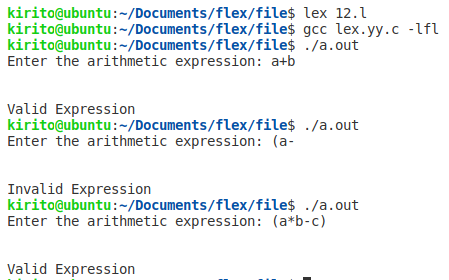 kirito@ubuntu:~/Documents/flex/file$ lex 12.l
kirito@ubuntu:~/Documents/flex/file$ gcc lex.yy.c -lfl
kirito@ubuntu:~/Documents/flex/file$ ./a.out
Enter the arithmetic expression: a+b
Valid Expression
kirito@ubuntu:~/Documents/flex/file$ ./a.out
Enter the arithmetic expression: (a-
Invalid Expression
kirito@ubuntu:~/Documents/flex/file$ ./a.out
Enter the arithmetic expression: (a*b-c)
Valid Expression